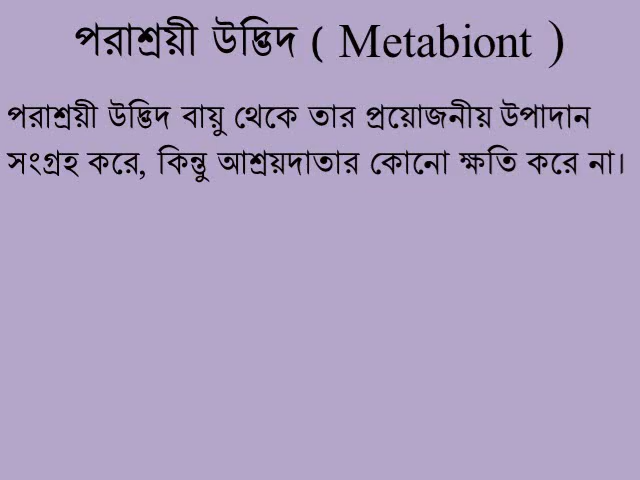 পরাশ্রয়ী উদ্ভিদ ( Metabiont )
পরাশ্রয়ী উদ্ভিদ বায়ু থেকে তার প্রয়োজনীয় উপাদান
সংগ্রহ করে, কিন্তু আশ্রয়দাতার কোনো ক্ষতি করে না।